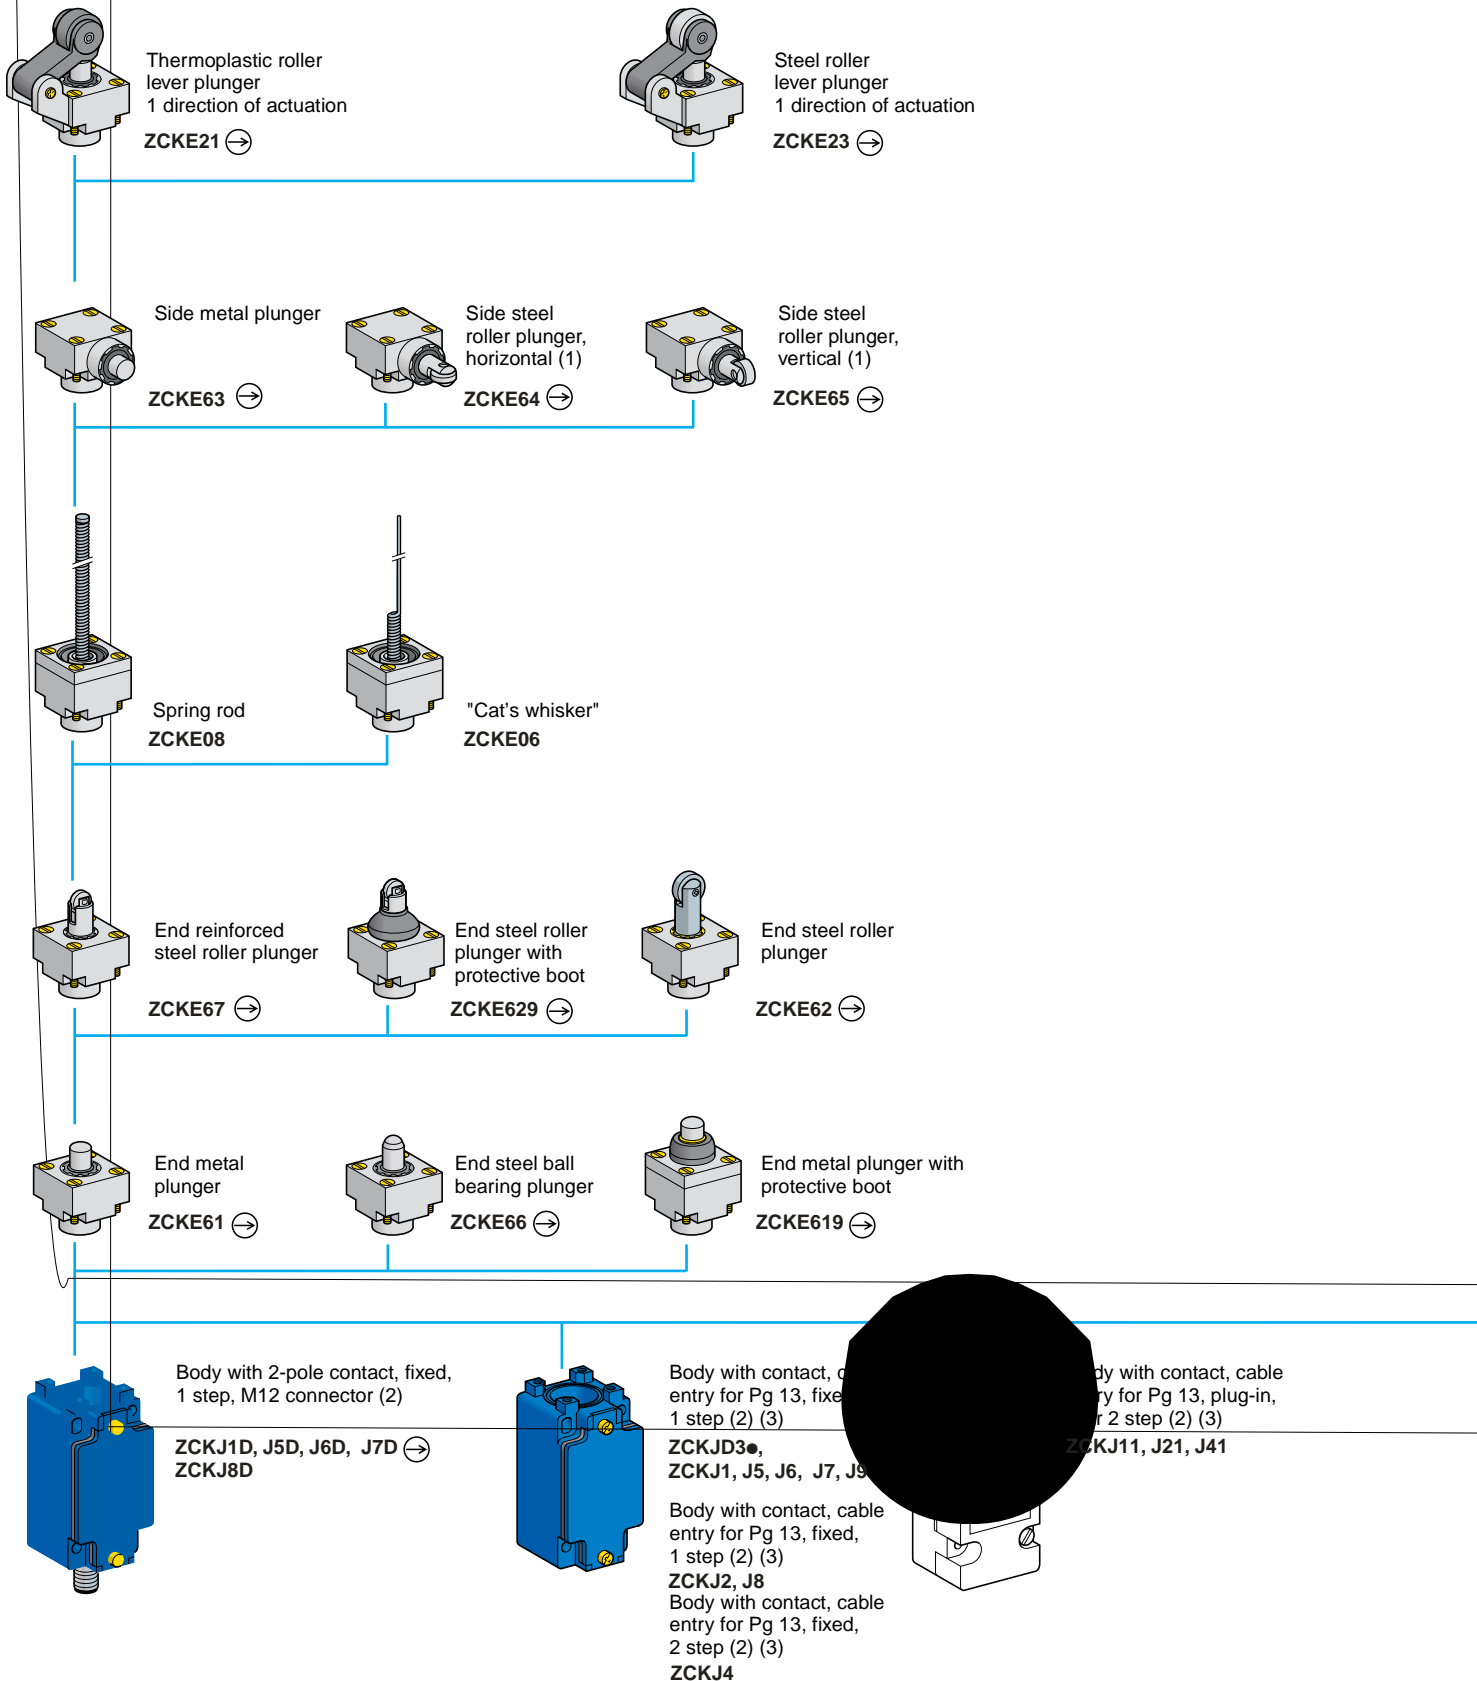 Thermoplastic roller
lever plunger
1 direction of actuation
ZCKE21
Steel roller
lever plunger
1 direction of actuation
ZCKE23
Side metal plunger
ZCKE63
Side steel
roller plunger,
horizontal (1)
ZCKE64
Side steel
roller plunger,
vertical (1)
ZCKE65
Spring rod
ZCKE08
"Cat's whisker"
ZCKE06
End reinforced
steel roller plunger
ZCKE67
End steel roller
plunger with
protective boot
ZCKE629
End steel roller
plunger
ZCKE62
End metal
plunger
ZCKE61
End steel ball
bearing plunger
ZCKE66
End metal plunger with
protective boot
ZCKE619
Body with 2-pole contact, fixed,
1 step, M12 connector (2)
ZCKJ1D, J5D, J6D, J7D
ZCKJ8D
Body with contact,
entry for Pg 13,
1 step (2) (3)
ZCKJD3●,
ZCKJ1, J5, J6, J7, J9
Body with contact, cable
entry for Pg 13, fixed,
1 step (2) (3)
ZCKJ2, J8
Body with contact, cable
entry for Pg 13, fixed,
2 step (2) (3)
ZCKJ4
with contact, cable
for Pg 13, plug-in,
2 step (2) (3)
ZCKJ11, J21, J41